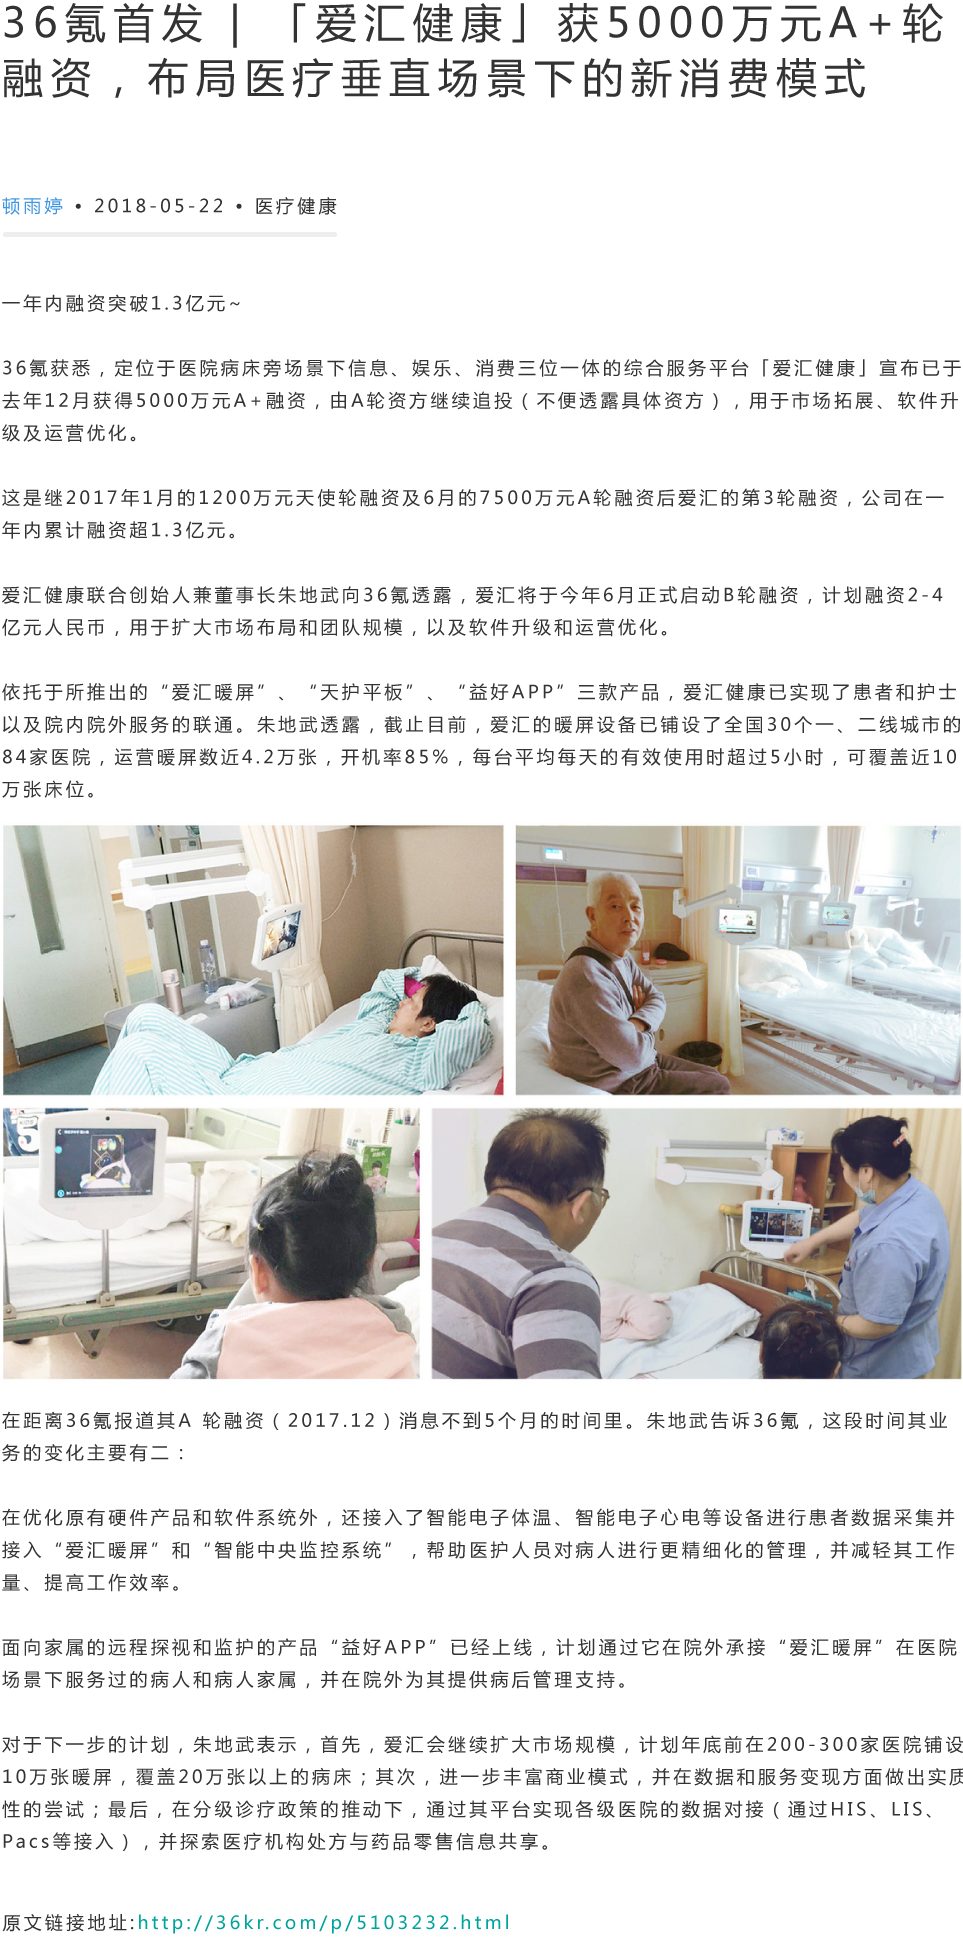 36氪首发 | 「爱汇健康」获5000万元A+轮
融资，布局医疗垂直场景下的新消费模式
顿雨婷 • 2018-05-22 • 医疗健康
一年内融资突破1.3亿元~
36氪获悉，定位于医院病床旁场景下信息、娱乐、消费三位一体的综合服务平台「爱汇健康」宣布已于
去年12月获得5000万元A+融资，由A轮资方继续追投（不便透露具体资方），用于市场拓展、软件升
级及运营优化。
这是继2017年1月的1200万元天使轮融资及6月的7500万元A轮融资后爱汇的第3轮融资，公司在一
年内累计融资超1.3亿元。
爱汇健康联合创始人兼董事长朱地武向36氪透露，爱汇将于今年6月正式启动B轮融资，计划融资2-4
亿元人民币，用于扩大市场布局和团队规模，以及软件升级和运营优化。
依托于所推出的“爱汇暖屏”、“天护平板”、“益好APP”三款产品，爱汇健康已实现了患者和护士
以及院内院外服务的联通。朱地武透露，截止目前，爱汇的暖屏设备已铺设了全国30个一、二线城市的
84家医院，运营暖屏数近4.2万张，开机率85%，每台平均每天的有效使用时超过5小时，可覆盖近10
万张床位。
在距离36氪报道其A 轮融资（2017.12）消息不到5个月的时间里。朱地武告诉36氪，这段时间其业
务的变化主要有二：
在优化原有硬件产品和软件系统外，还接入了智能电子体温、智能电子心电等设备进行患者数据采集并
接入“爱汇暖屏”和“智能中央监控系统”，帮助医护人员对病人进行更精细化的管理，并减轻其工作
量、提高工作效率。
面向家属的远程探视和监护的产品“益好APP”已经上线，计划通过它在院外承接“爱汇暖屏”在医院
场景下服务过的病人和病人家属，并在院外为其提供病后管理支持。
对于下一步的计划，朱地武表示，首先，爱汇会继续扩大市场规模，计划年底前在200-300家医院铺设
10万张暖屏，覆盖20万张以上的病床；其次，进一步丰富商业模式，并在数据和服务变现方面做出实质
性的尝试；最后，在分级诊疗政策的推动下，通过其平台实现各级医院的数据对接（通过HIS、LIS、
Pacs等接入），并探索医疗机构处方与药品零售信息共享。
原文链接地址:http://36kr.com/p/5103232.html